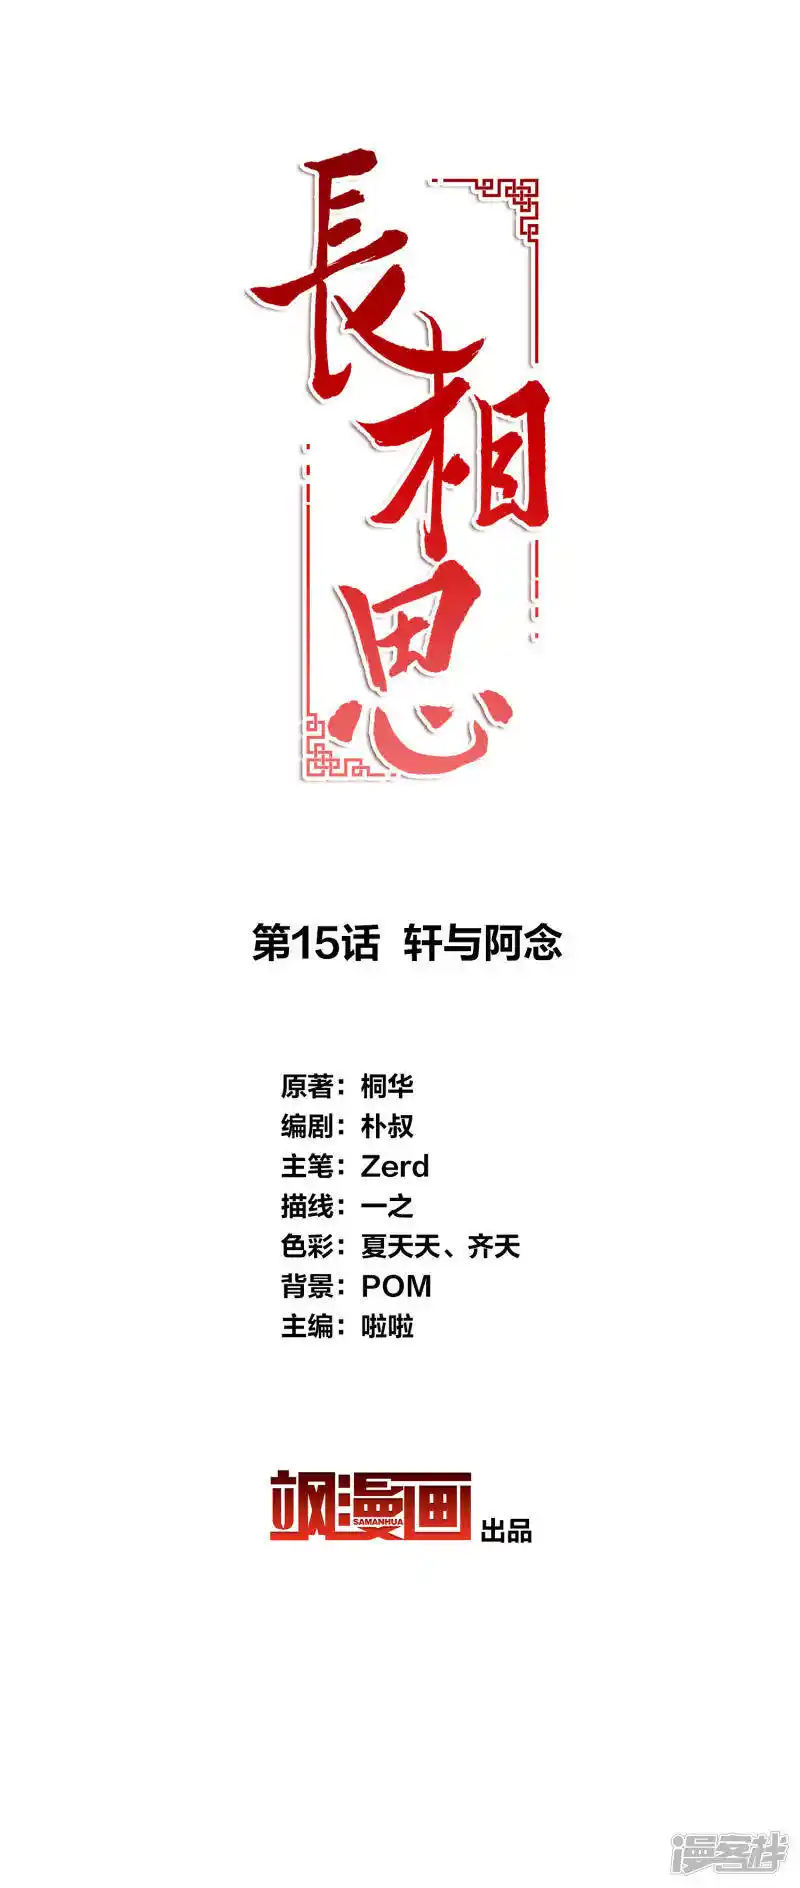 長相思
第15话 轩与阿念
原著：桐华
编剧：朴叔
主笔：Zerd
描线：一之
色彩：夏天天、齐天
背景：POM
主编：啦啦
飒漫画 SAMANHUA 出品
漫客栈